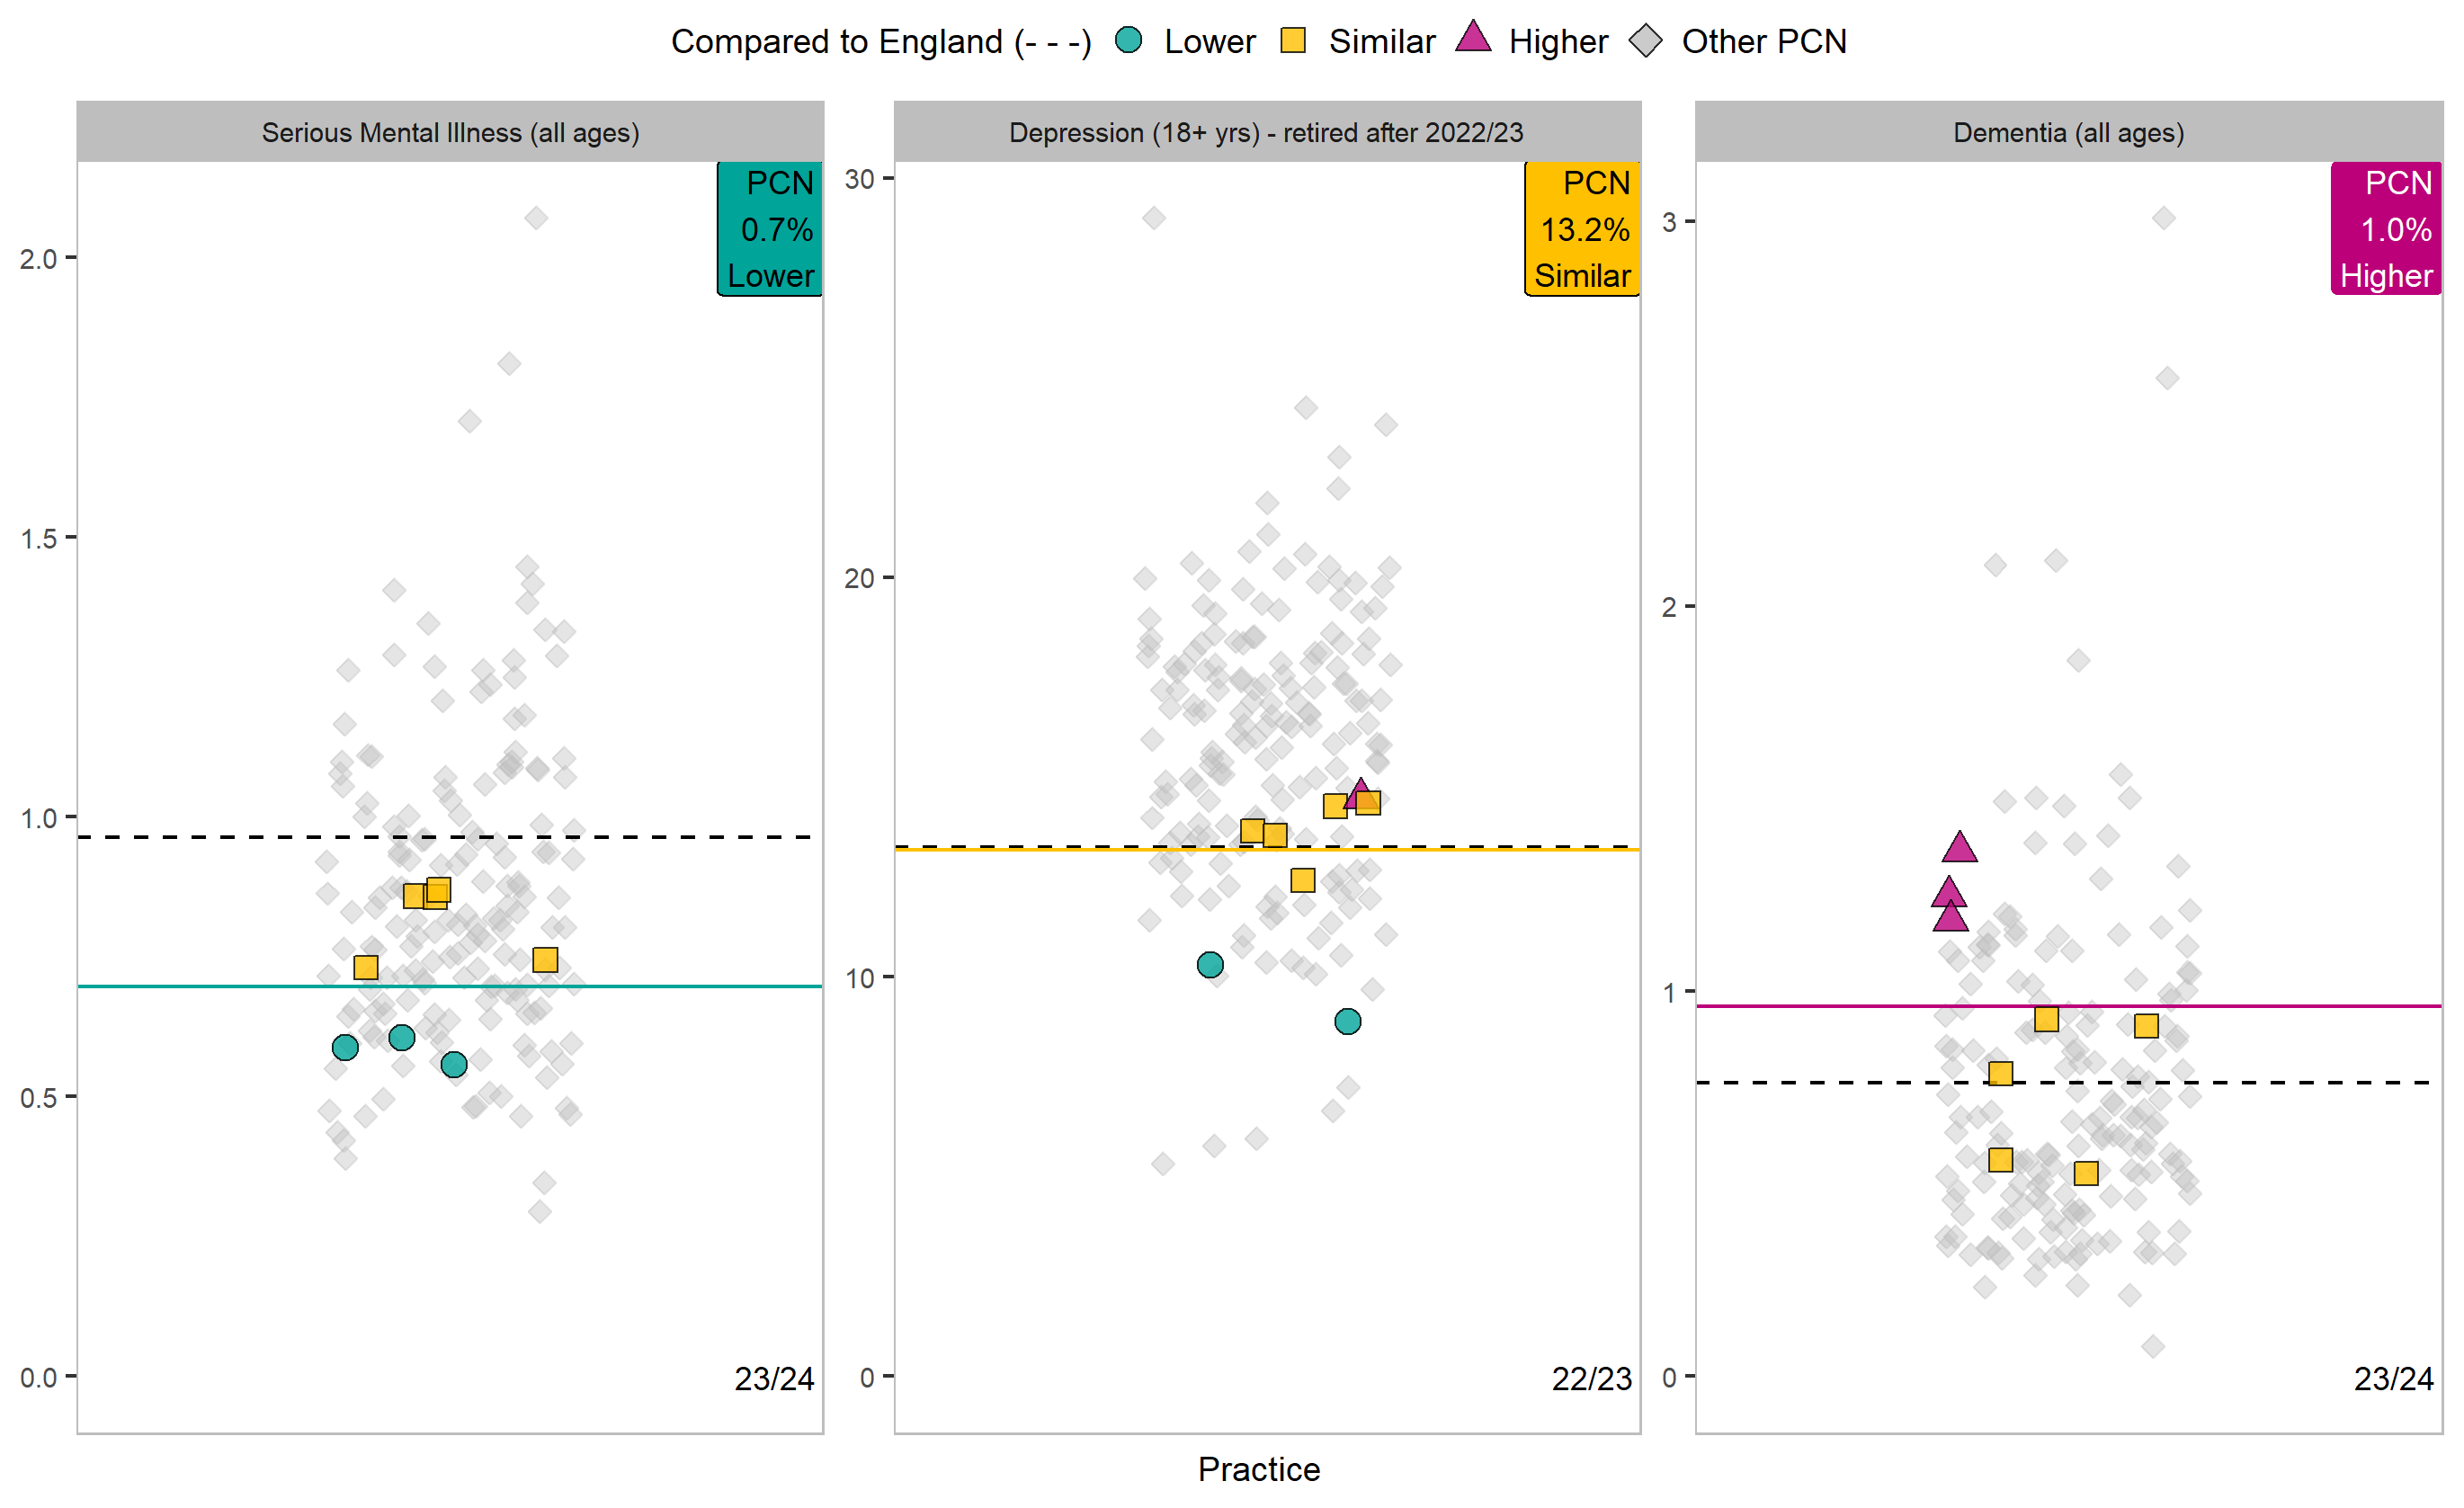 Compared to England (- - -) Lower Similar Higher Other PCN
Serious Mental Illness (all ages)
PCN
0.7%
Lower
2.0
1.5
1.0
0.5
0.0
23/24
Depression (18+ yrs) - retired after 2022/23
PCN
13.2%
Similar
30
20
10
0
22/23
Dementia (all ages)
PCN
1.0%
Higher
3
2
1
0
23/24
Practice